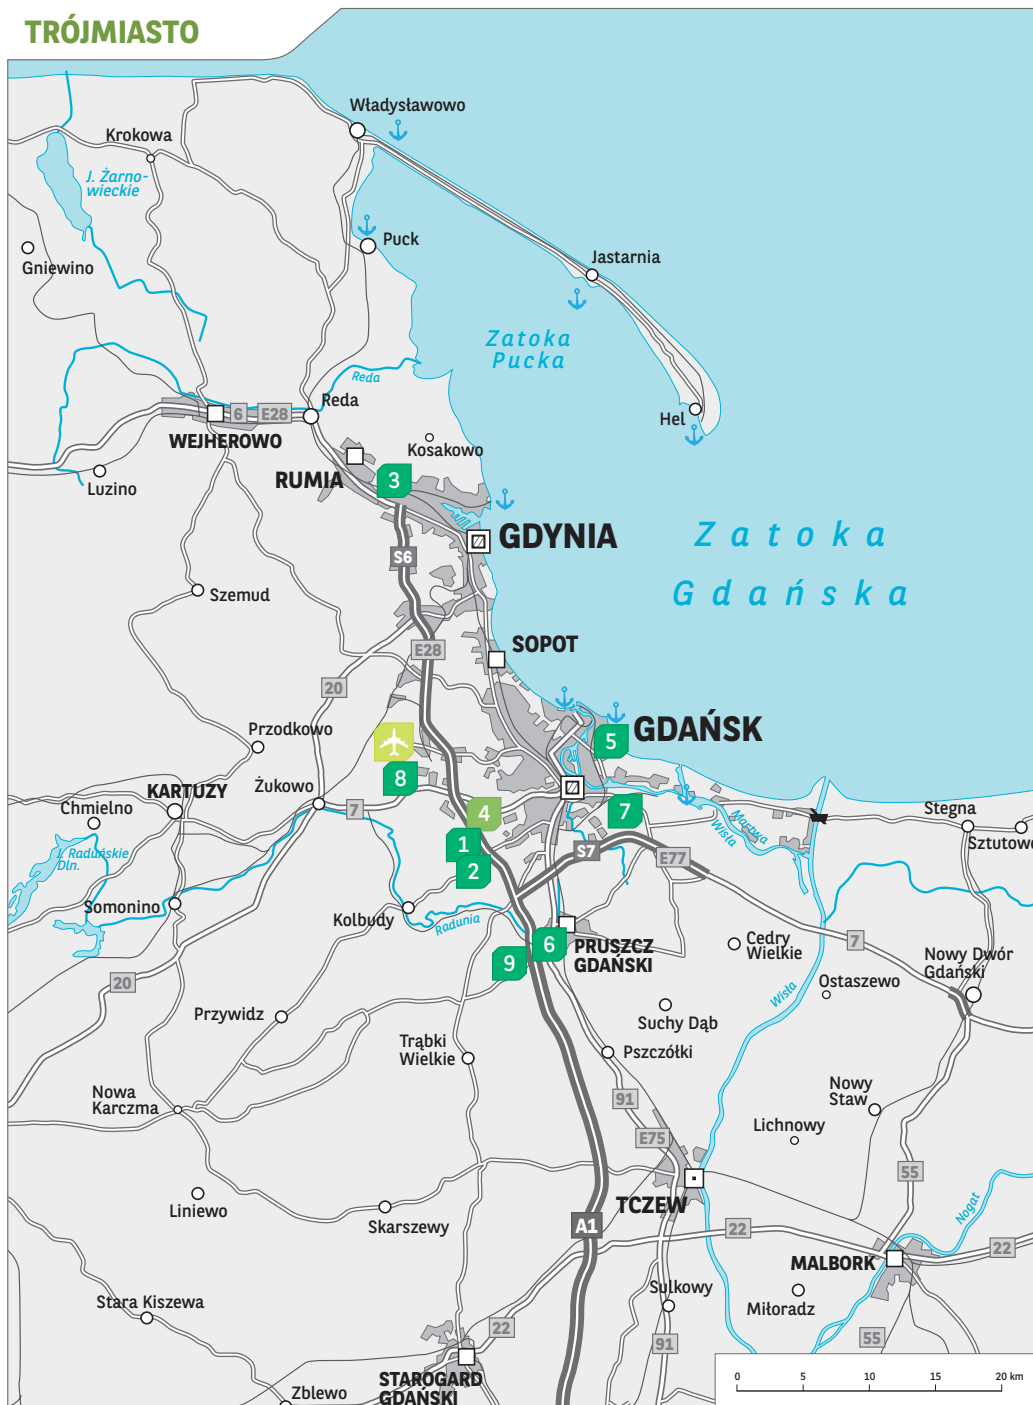 TRÓJMIASTO
Władysławowo
Krokowa
J. Żarno-
wieckie
Puck
Gniewino
Jastarnia
Zatoka
Pucka
Reda
Reda
6
E28
Hel
WEJHEROWO
Kosakowo
RUMIA
3
Luzino
GDYNIA
Zatoka
Gdańska
S6
Szemud
SOPOT
E28
20
Przodkowo
GDAŃSK
5
8
KARTUZY
Żukowo
Chmielno
7
4
7
Stegna
Martwa
Wisła
Sztutowo
1
S7
E77
J. Raduńskie
Dln.
2
Somonino
Kolbudy
Radunia
6
PRUSZCZ
GDAŃSKI
Cedry
Wielkie
7
9
Nowy Dwór
Gdański
20
Wisła
Ostaszewo
Przywidz
Suchy Dąb
Trąbki
Wielkie
Pszczółki
Nowa
Karczma
91
Nowy
Staw
Lichnowy
E75
55
Liniewo
Skarszewy
TCZEW
Nogat
A1
22
22
MALBORK
Sulkowy
Miłoradz
Stara Kiszewa
22
91
55
STAROGARD
GDAŃSKI
Zblewo
0 5 10 15 20 km